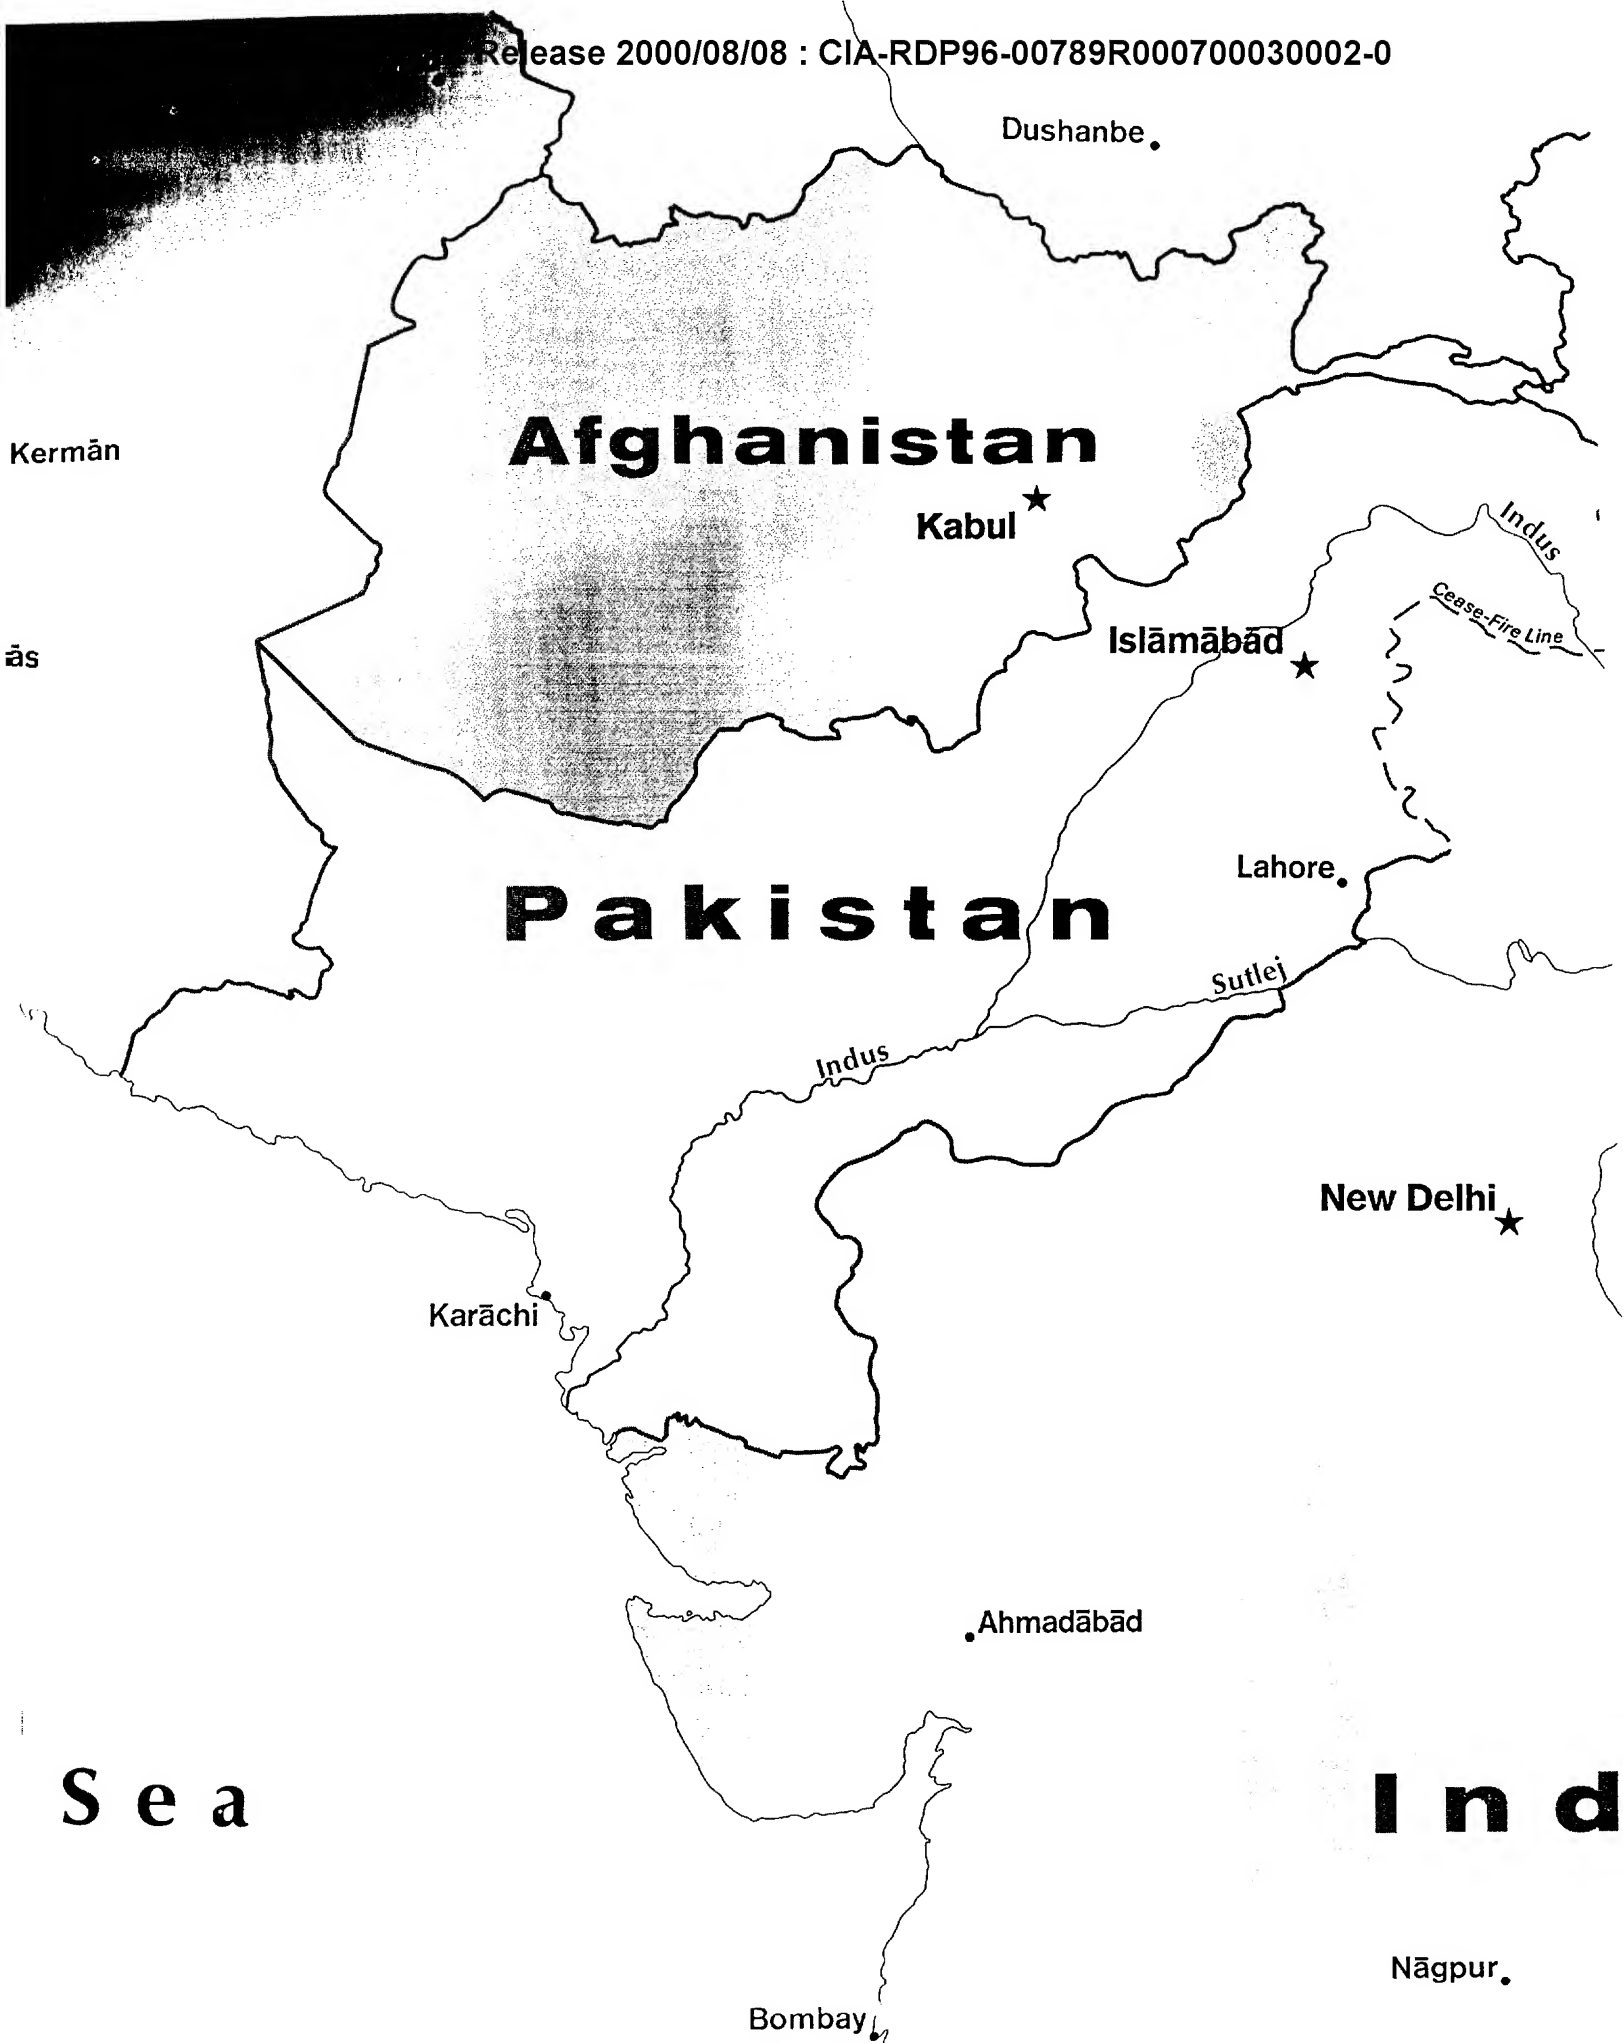 Release 2000/08/08 : CIA-RDP96-00789R000700030002-0
Dushanbe
Afghanistan
Kermān
Kabul
Indus
Cease-Fire Line
Islāmābād
ās
Lahore
Pakistan
Sutlej
Indus
New Delhi
Karāchi
Ahmadābād
Sea
Ind
Nāgpur
Bombay